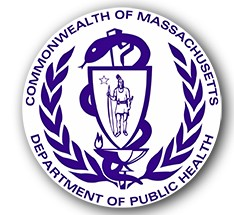 COMMONWEALTH OF MASSACHUSETTS
DEPARTMENT OF PUBLIC HEALTH